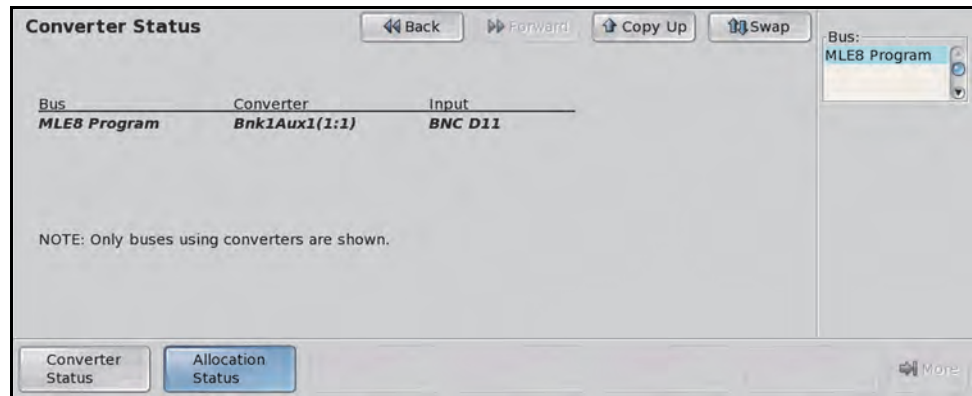 Converter Status
Back
Forward
Copy Up
Swap
Bus:
MLE8 Program
Bus Converter Input
MLE8 Program Bnk1Aux1(1:1) BNC D11
NOTE: Only buses using converters are shown.
Converter
Status
Allocation
Status
More